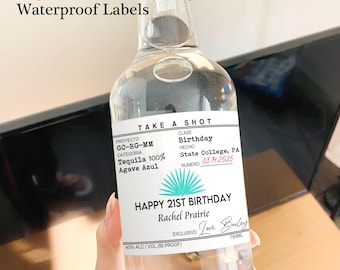 Waterproof Labels
TAKE A SHOT
PROYECTO
GC-RG-MM
CATEGORIA
Tequila 100%
Agave Azul
CLASE
Birthday
HECHO
State College, PA
NUMERO 03.14.2025
HAPPY 21ST BIRTHDAY
Rachel Prairie
EXCLUSIVO Love, Bailey
40% ALC./VOL (80 PROOF) 750ML